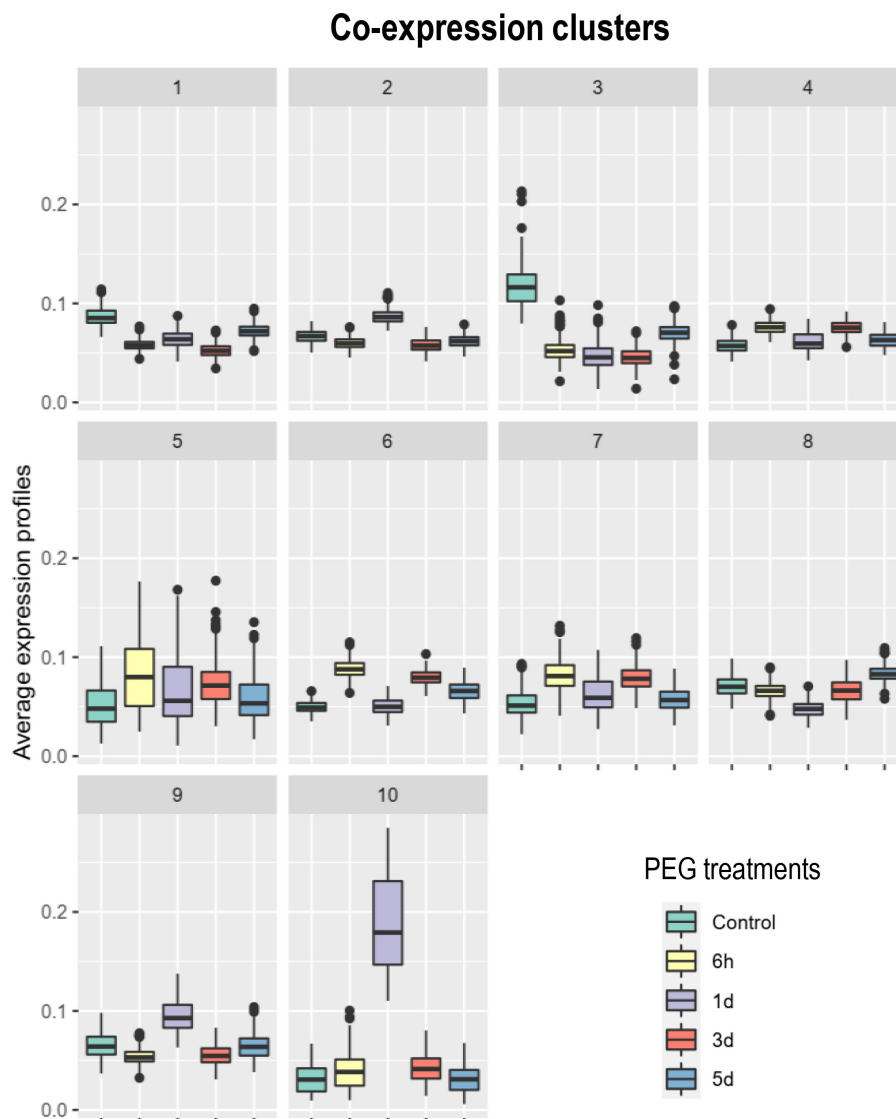 Co-expression clusters
1 2 3 4
0.2
0.1
0.0
5 6 7 8
0.2
0.1
0.0
Average expression profiles
9 10
0.2
0.1
0.0
PEG treatments
Control
6h
1d
3d
5d